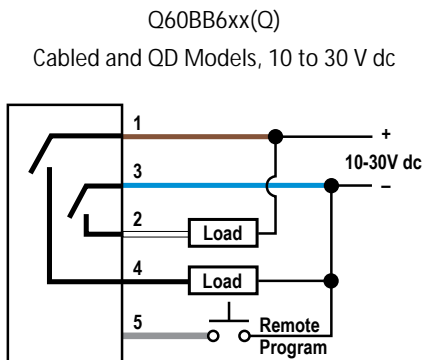 Q60BB6xx(Q)
Cabled and QD Models, 10 to 30 V dc
1
+
10-30V dc
3
–
2
Load
4
Load
5
Remote
Program